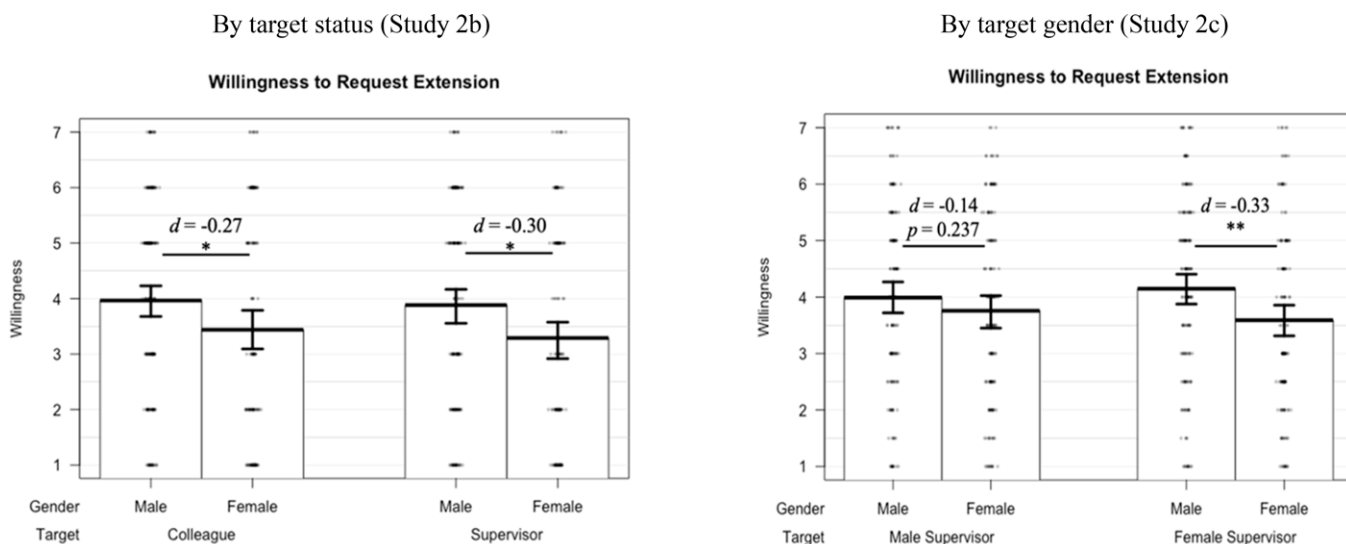 By target status (Study 2b)
Willingness to Request Extension
Willingness
7
6
5
4
3
2
1
d = -0.27
*
d = -0.30
*
Gender Male Female Male Female
Target Colleague Supervisor
By target gender (Study 2c)
Willingness to Request Extension
Willingness
7
6
5
4
3
2
1
d = -0.14
p = 0.237
d = -0.33
**
Gender Male Female Male Female
Target Male Supervisor Female Supervisor